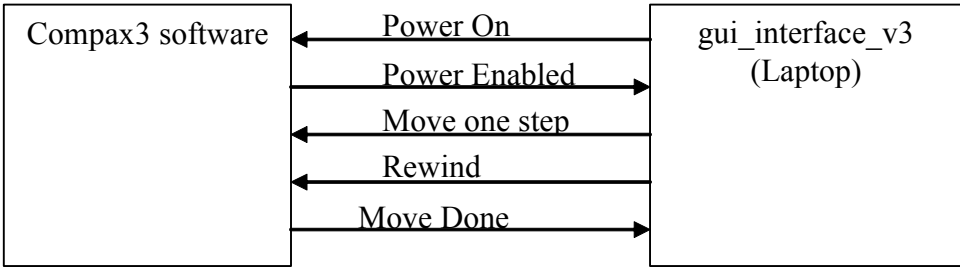 Compax3 software
Power On
Power Enabled
Move one step
Rewind
Move Done
gui_interface_v3
(Laptop)